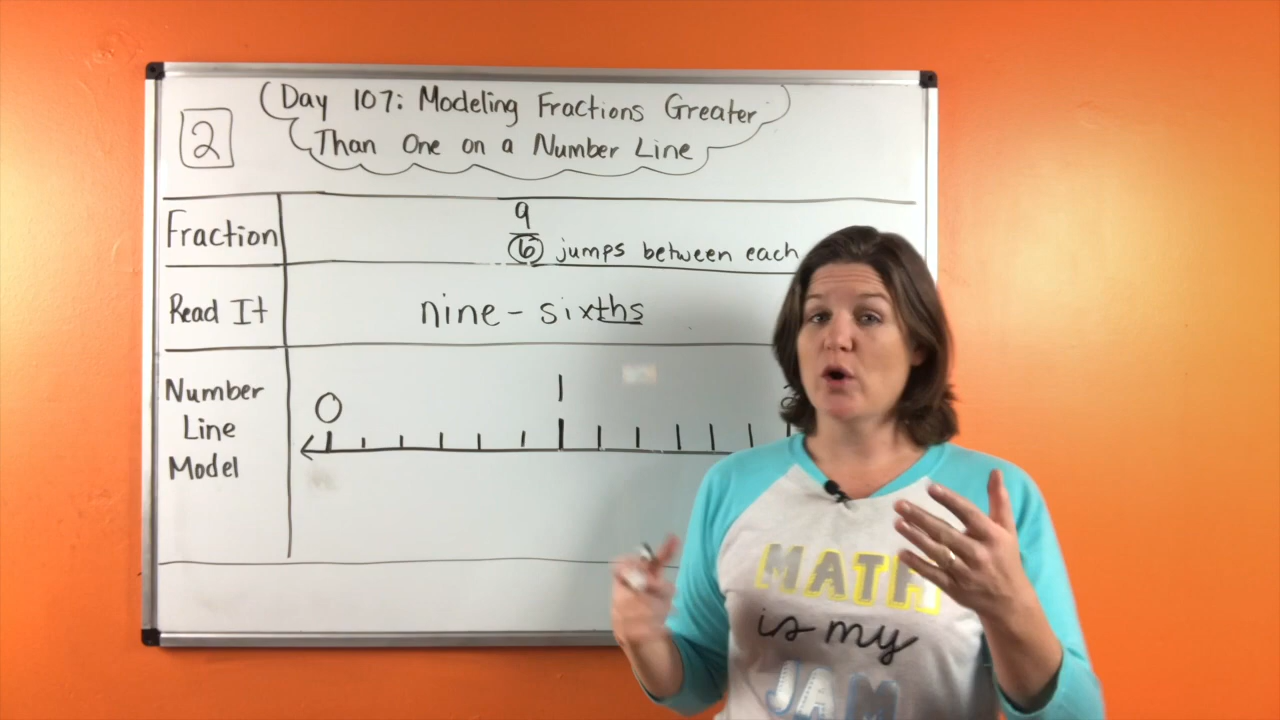 2
Day 107: Modeling Fractions Greater
Than One on a Number Line
Fraction
9
6 jumps between each
Read It
nine-sixths
Number
Line
Model
0
1
MATH
is my
JAM